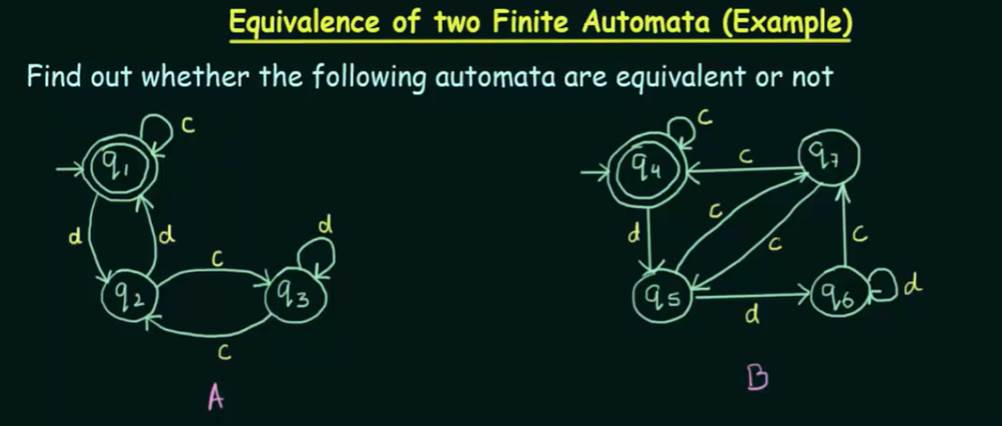 Equivalence of two Finite Automata (Example)
Find out whether the following automata are equivalent or not
c
c
q₁
q₄
c
q₇
d
d
d
d
c
c
c
c
q₂
q₃
q₅
q₆
d
d
c
A
B